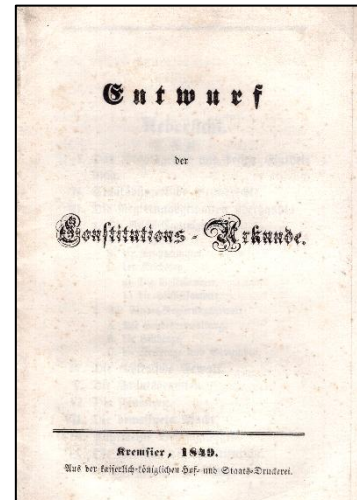 Entwurf
der
Constitutions-Urkunde.
Kremsier, 1849.
Aus der kaiserlich-königlichen Hof- und Staats-Druckerei.